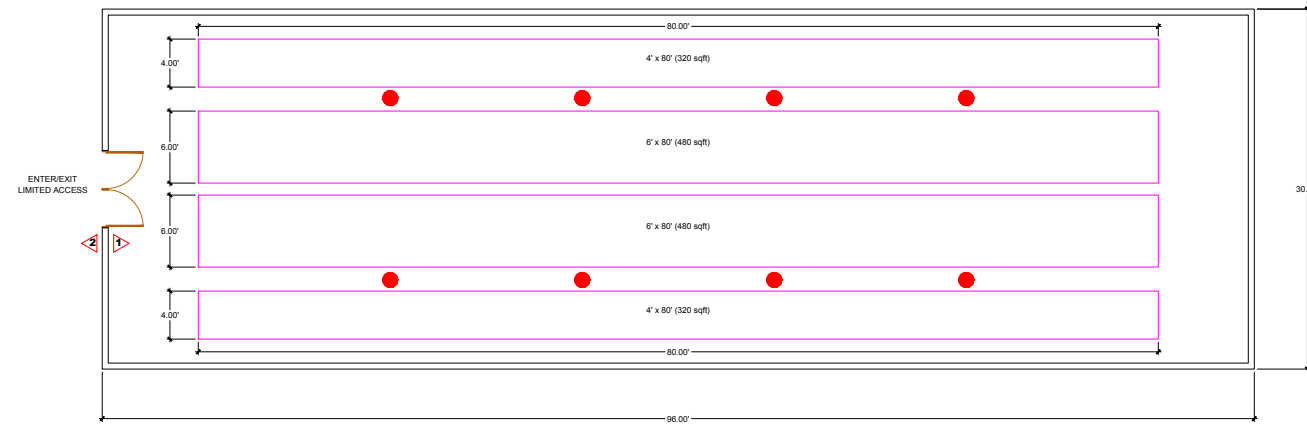 80.00'
4.00'
4' x 80' (320 sqft)
6.00'
6' x 80' (480 sqft)
ENTER/EXIT
LIMITED ACCESS
30.
6.00'
6' x 80' (480 sqft)
2 1
4.00'
4' x 80' (320 sqft)
80.00'
96.00'